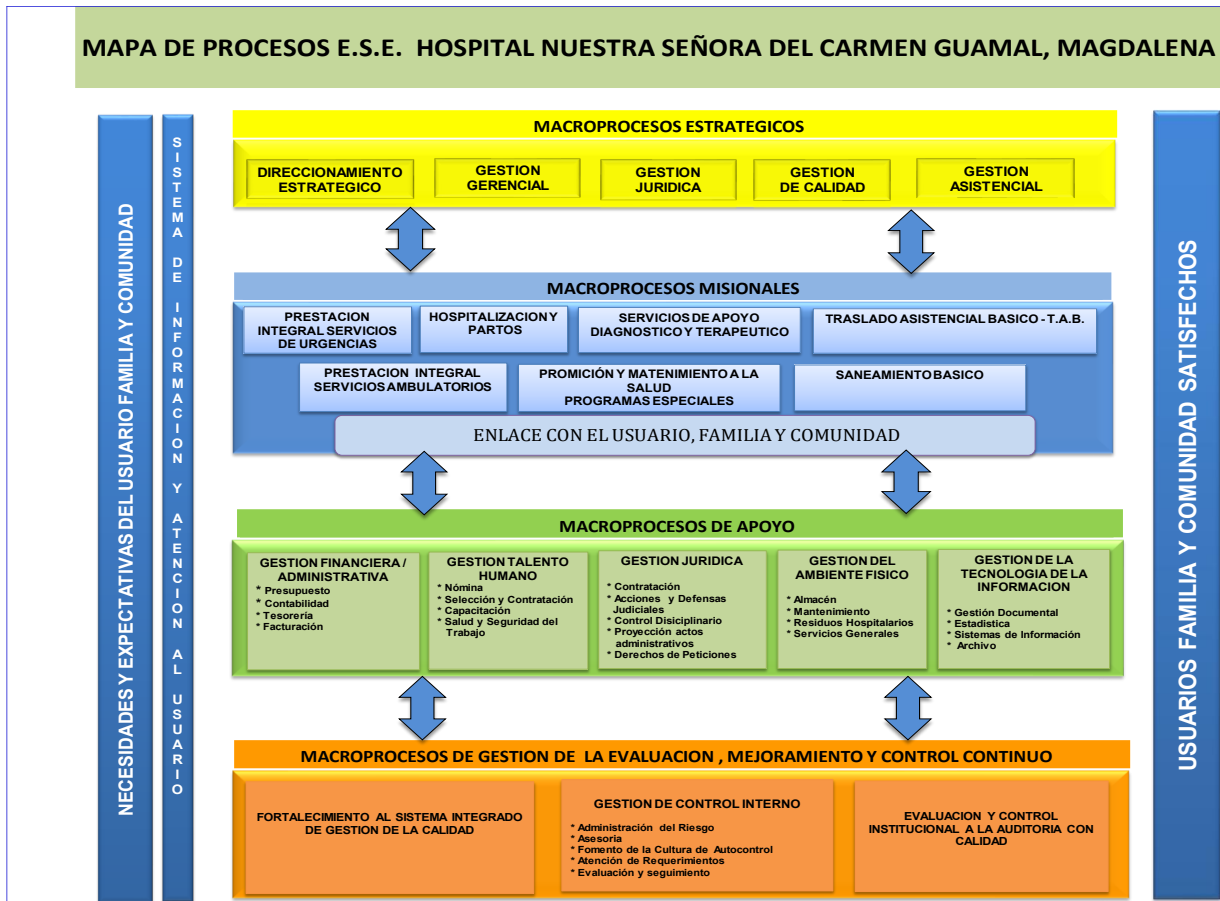 MAPA DE PROCESOS E.S.E. HOSPITAL NUESTRA SEÑORA DEL CARMEN GUAMAL, MAGDALENA
NECESIDADES Y EXPECTATIVAS DEL USUARIO FAMILIA Y COMUNIDAD
SISTEMA DE INFORMACION Y ATENCION AL USUARIO
MACROPROCESOS ESTRATEGICOS
DIRECCIONAMIENTO
ESTRATEGICO
GESTION
GERENCIAL
GESTION
JURIDICA
GESTION
DE CALIDAD
GESTION
ASISTENCIAL
MACROPROCESOS MISIONALES
PRESTACION
INTEGRAL SERVICIOS
DE URGENCIAS
HOSPITALIZACION Y
PARTOS
SERVICIOS DE APOYO
DIAGNOSTICO Y TERAPEUTICO
TRASLADO ASISTENCIAL BASICO - T.A.B.
PRESTACION INTEGRAL
SERVICIOS AMBULATORIOS
PROMICIÓN Y MATENIMIENTO A LA
SALUD
PROGRAMAS ESPECIALES
SANEAMIENTO BASICO
ENLACE CON EL USUARIO, FAMILIA Y COMUNIDAD
MACROPROCESOS DE APOYO
GESTION FINANCIERA /
ADMINISTRATIVA
* Presupuesto
* Contabilidad
* Tesorería
* Facturación
GESTION TALENTO
HUMANO
* Nómina
* Selección y Contratación
* Capacitación
* Salud y Seguridad del
Trabajo
GESTION JURIDICA
* Contratación
* Acciones y Defensas
Judiciales
* Control Disiciplinario
* Proyección actos
administrativos
* Derechos de Peticiones
GESTION DEL
AMBIENTE FISICO
* Almacén
* Mantenimiento
* Residuos Hospitalarios
* Servicios Generales
GESTION DE LA
TECNOLOGIA DE LA
INFORMACION
* Gestión Documental
* Estadistica
* Sistemas de Información
* Archivo
MACROPROCESOS DE GESTION DE LA EVALUACION , MEJORAMIENTO Y CONTROL CONTINUO
FORTALECIMIENTO AL SISTEMA INTEGRADO
DE GESTION DE LA CALIDAD
GESTION DE CONTROL INTERNO
* Administración del Riesgo
* Asesoria
* Fomento de la Cultura de Autocontrol
* Atención de Requerimientos
* Evaluación y seguimiento
EVALUACION Y CONTROL
INSTITUCIONAL A LA AUDITORIA CON
CALIDAD
USUARIOS FAMILIA Y COMUNIDAD SATISFECHOS